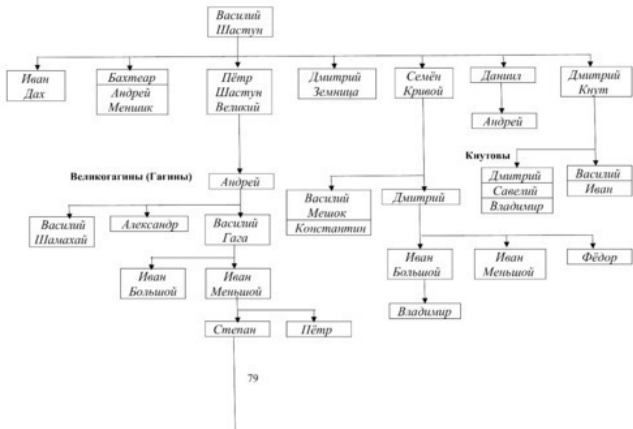 Василий
Шастун
Иван
Дах
Бахтеар
Андрей
Меншик
Пётр
Шастун
Великий
Дмитрий
Земница
Семён
Кривой
Даниил
Дмитрий
Кнут
Андрей
Кнутовы
Великогагины (Гагины)
Андрей
Дмитрий
Савелий
Владимир
Василий
Иван
Василий
Мешок
Константин
Дмитрий
Василий
Шамахай
Александр
Василий
Гага
Иван
Большой
Иван
Меньшой
Фёдор
Иван
Большой
Иван
Меньшой
Владимир
Степан
Пётр
79